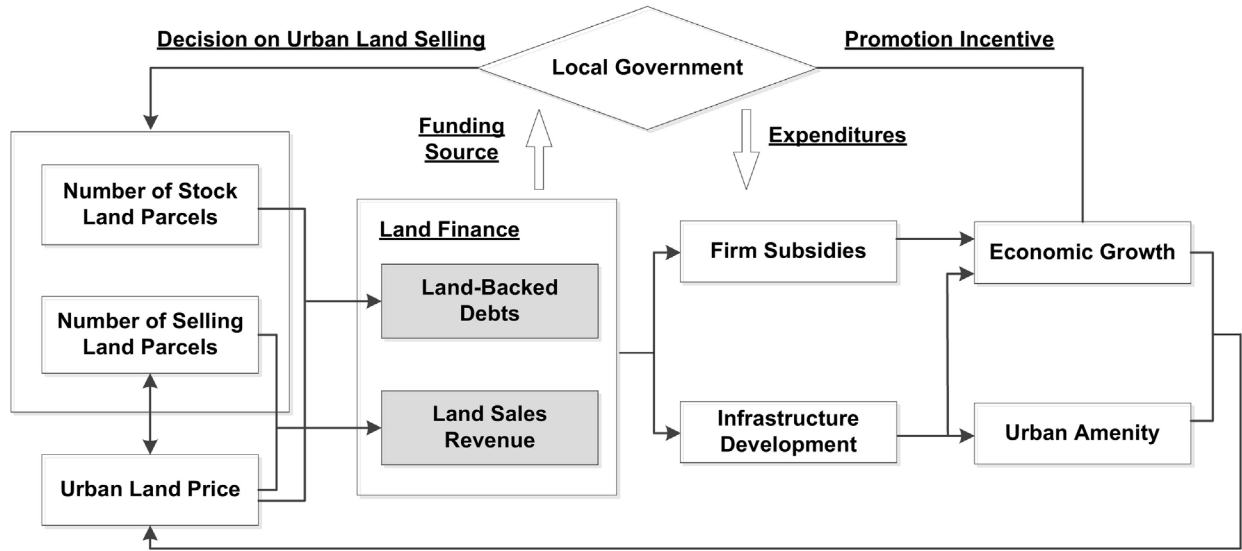 Decision on Urban Land Selling
Local Government
Promotion Incentive
Funding
Source
Expenditures
Number of Stock
Land Parcels
Number of Selling
Land Parcels
Urban Land Price
Land Finance
Land-Backed
Debts
Land Sales
Revenue
Firm Subsidies
Infrastructure
Development
Economic Growth
Urban Amenity